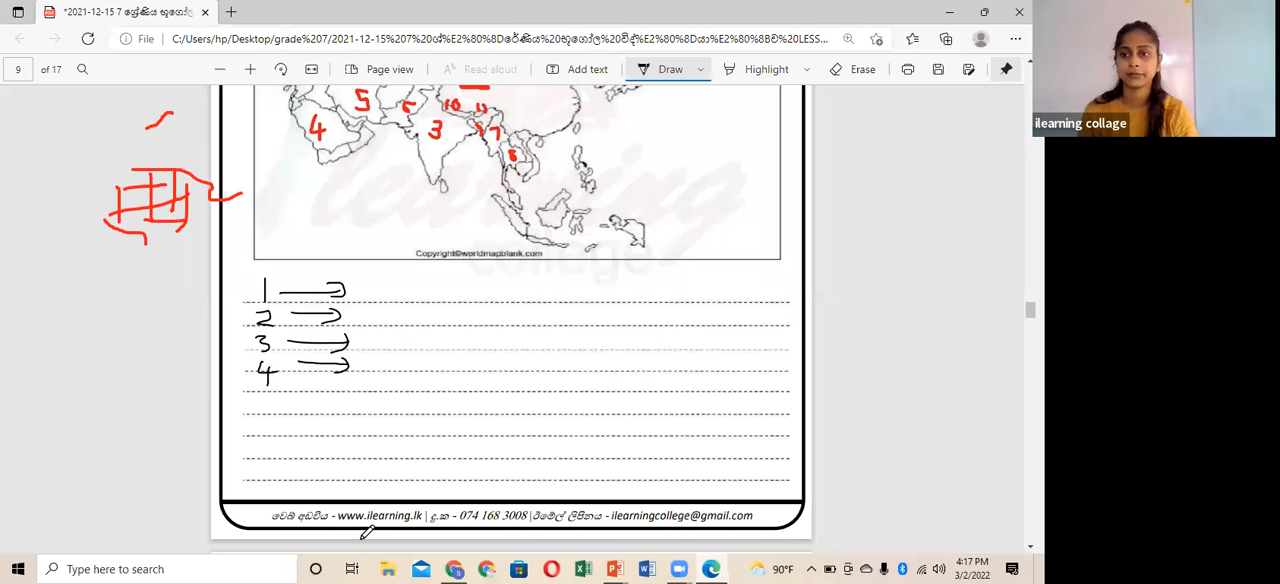 *2021-12-15 7 ශ්‍රේණිය භූගෝල
File C:/Users/hp/Desktop/grade%207/2021-12-15%207%20ශ්%E2%80%8Dරේණිය%20භූගෝල%20විද්%E2%80%8Dයා%E2%80%8Bව%20LESS...
9 of 17 Page view Read aloud Add text Draw Highlight Erase
ilearning collage
5
10 11
4 3 7
8
learning
college
Copyright©worldmapblank.com
1
2
3
4
වෙබ් අඩවිය - www.ilearning.lk | දු.ක - 074 168 3008 | ඊමේල් ලිපිනය - ilearningcollege@gmail.com
Type here to search 90°F 4:17 PM
3/2/2022